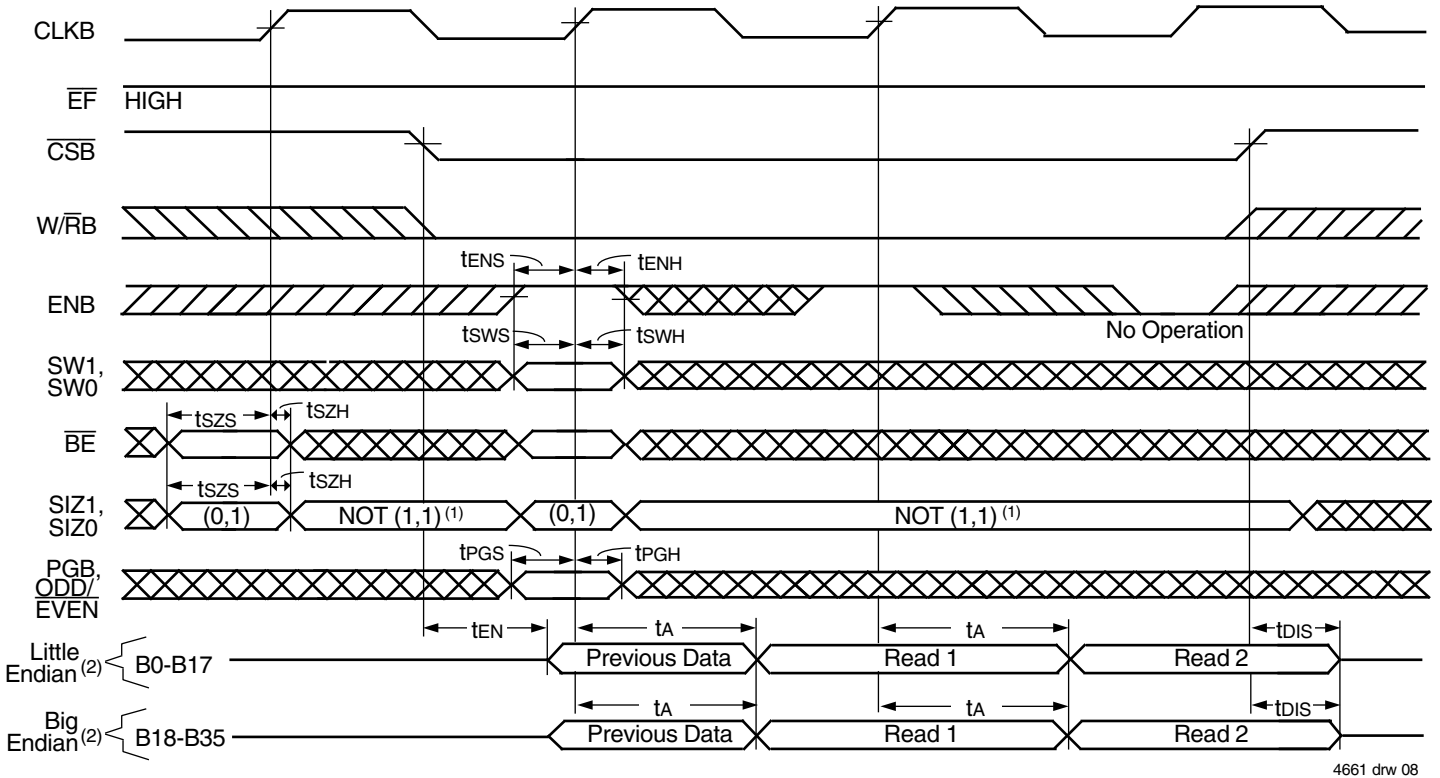 CLKB
EF HIGH
CSB
W/RB
tENS tENH
ENB
No Operation
tSWS tSWH
SW1,
SW0
tSZS tSZH
BE
tSZS tSZH
SIZ1,
SIZ0
(0,1) NOT (1,1) (1) (0,1) NOT (1,1) (1)
tPGS tPGH
PGB,
ODD/
EVEN
tEN tA tA tDIS
Little
Endian (2) B0-B17 Previous Data Read 1 Read 2
tA tA tDIS
Big
Endian (2) B18-B35 Previous Data Read 1 Read 2
4661 drw 08